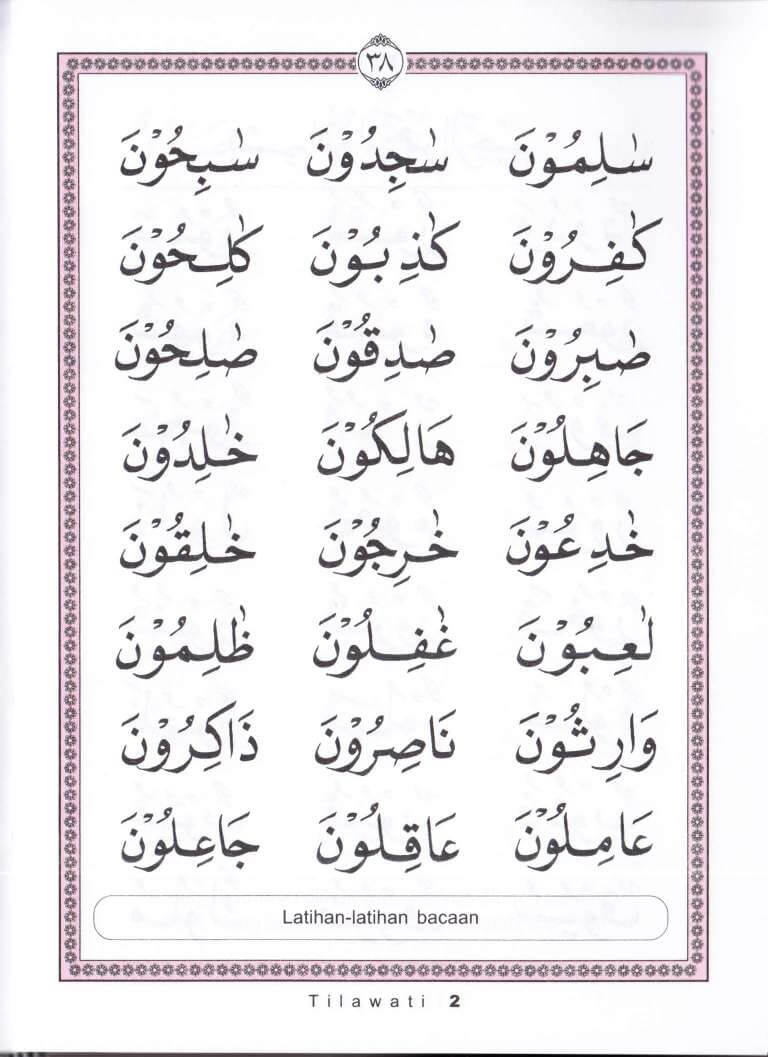 ٣٨
سٰلِمُوْنَ سٰجِدُوْنَ سٰبِحُوْنَ
كٰفِرُوْنَ كٰذِبُوْنَ كٰلِحُوْنَ
صٰبِرُوْنَ صٰدِقُوْنَ صٰلِحُوْنَ
جَاهِلُوْنَ هَالِكُوْنَ خٰلِدُوْنَ
خٰدِعُوْنَ خٰرِجُوْنَ خٰلِقُوْنَ
لٰعِبُوْنَ غٰفِلُوْنَ ظٰلِمُوْنَ
وَارِثُوْنَ نَاصِرُوْنَ ذَاكِرُوْنَ
عَامِلُوْنَ عَاقِلُوْنَ جَاعِلُوْنَ
Latihan-latihan bacaan
Tilawati 2